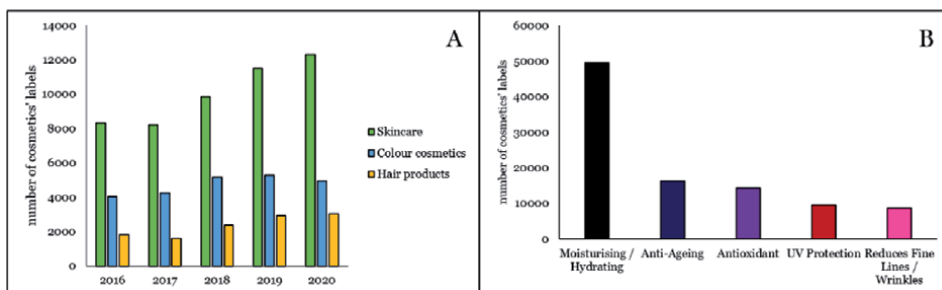 A
number of cosmetics' labels
14000
12000
10000
8000
6000
4000
2000
0
2016
2017
2018
2019
2020
Skincare
Colour cosmetics
Hair products
B
number of cosmetics' labels
60000
50000
40000
30000
20000
10000
0
Moisturising /
Hydrating
Anti-Ageing
Antioxidant
UV Protection
Reduces Fine
Lines /
Wrinkles